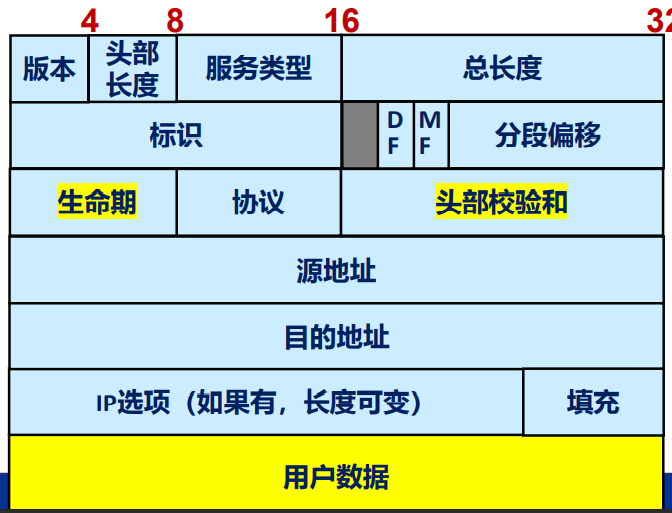 4 8 16 32
版本 头部长度 服务类型 总长度
标识 DF MF 分段偏移
生命期 协议 头部校验和
源地址
目的地址
IP选项（如果有，长度可变） 填充
用户数据